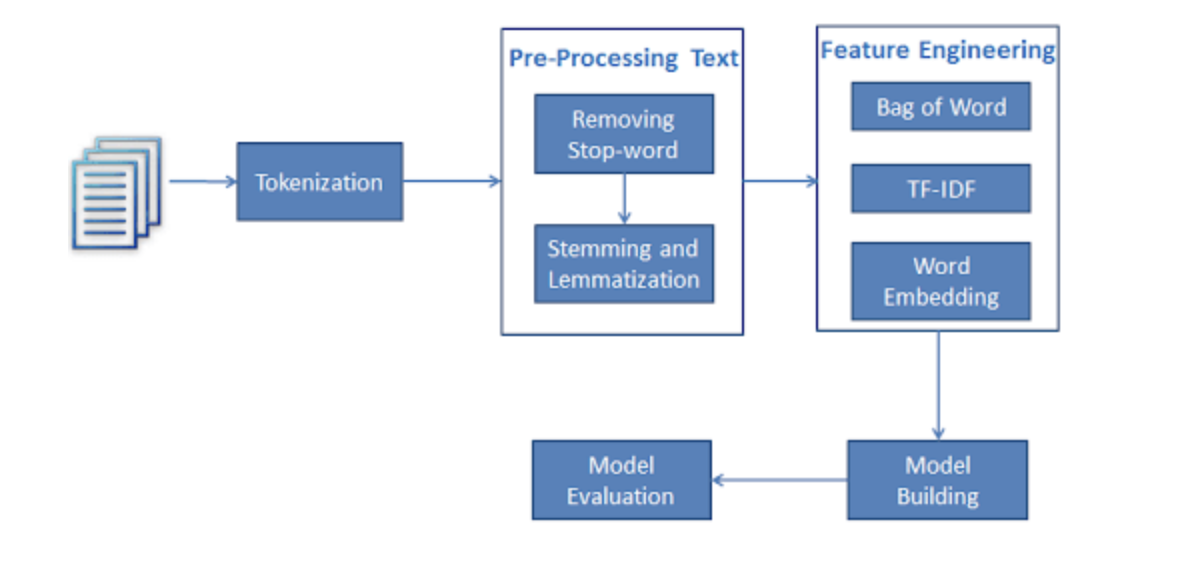 Tokenization
Pre-Processing Text
Removing
Stop-word
Stemming and
Lemmatization
Feature Engineering
Bag of Word
TF-IDF
Word
Embedding
Model
Building
Model
Evaluation